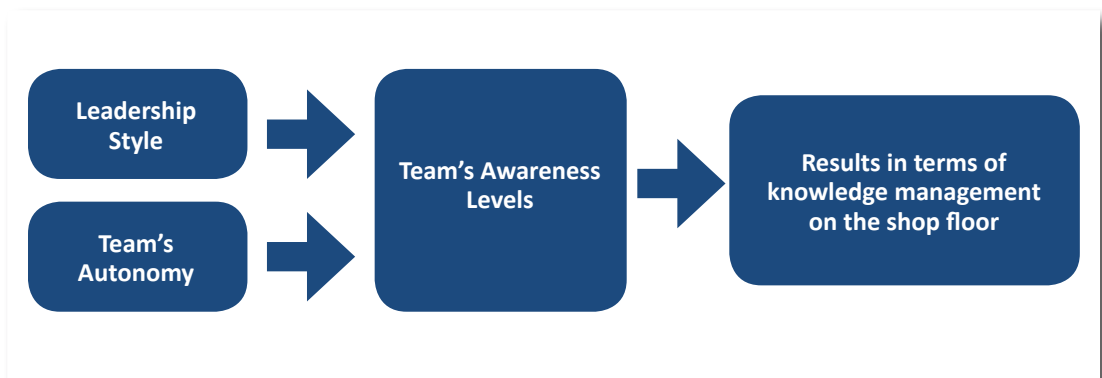 Leadership
Style
Team’s
Autonomy
Team’s Awareness
Levels
Results in terms of
knowledge management
on the shop floor